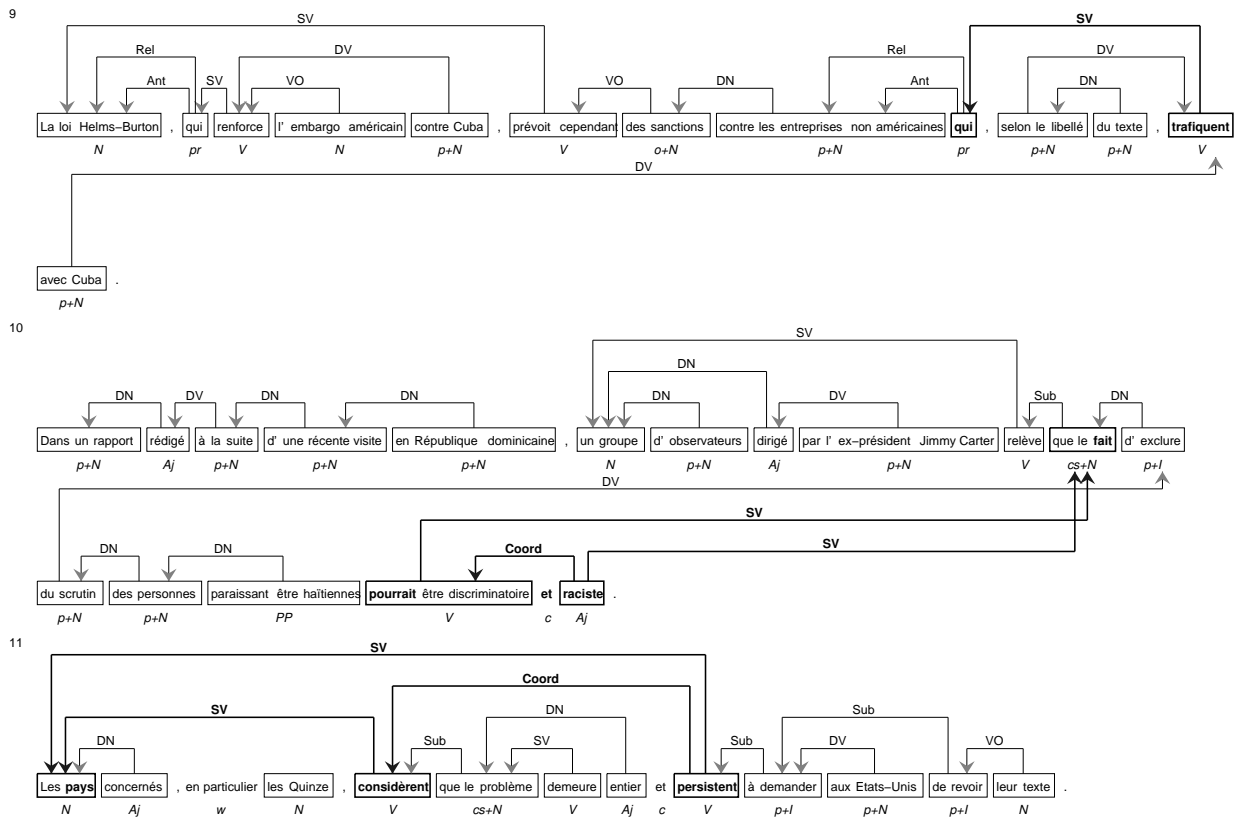 9
SV SV
Rel DV Rel DV
Ant SV VO VO DN Ant DN
La loi Helms–Burton , qui renforce l' embargo américain contre Cuba , prévoit cependant des sanctions contre les entreprises non américaines qui , selon le libellé du texte , trafiquent
N pr V N p+N V o+N p+N pr p+N p+N V
DV
avec Cuba .
p+N
10
SV
DN
DN DV DN DN DN DV Sub DN
Dans un rapport rédigé à la suite d' une récente visite en République dominicaine , un groupe d' observateurs dirigé par l' ex–président Jimmy Carter relève que le fait d' exclure
p+N Aj p+N p+N p+N N p+N Aj p+N V cs+N p+I
DV
SV
DN DN Coord SV
du scrutin des personnes paraissant être haïtiennes pourrait être discriminatoire et raciste .
p+N p+N PP V c Aj
11
SV
Coord
SV DN Sub
DN Sub SV Sub DV VO
Les pays concernés , en particulier les Quinze , considèrent que le problème demeure entier et persistent à demander aux Etats–Unis de revoir leur texte .
N Aj w N V cs+N V Aj c V p+I p+N p+I N